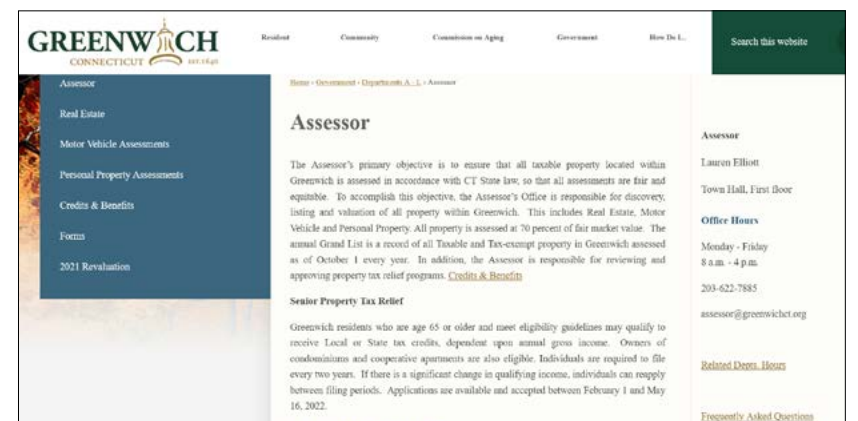 GREENWICH
CONNECTICUT EST. 1640
Resident Community Commission on Aging Government How Do I...
Search this website
Assessor
Real Estate
Motor Vehicle Assessments
Personal Property Assessments
Credits & Benefits
Forms
2021 Revaluation
Home › Government › Departments A - L › Assessor
Assessor
The Assessor's primary objective is to ensure that all taxable property located within
Greenwich is assessed in accordance with CT State law, so that all assessments are fair and
equitable. To accomplish this objective, the Assessor's Office is responsible for discovery,
listing and valuation of all property within Greenwich. This includes Real Estate, Motor
Vehicle and Personal Property. All property is assessed at 70 percent of fair market value. The
annual Grand List is a record of all Taxable and Tax-exempt property in Greenwich assessed
as of October 1 every year. In addition, the Assessor is responsible for reviewing and
approving property tax relief programs. Credits & Benefits
Senior Property Tax Relief
Greenwich residents who are age 65 or older and meet eligibility guidelines may qualify to
receive Local or State tax credits, dependent upon annual gross income. Owners of
condominiums and cooperative apartments are also eligible. Individuals are required to file
every two years. If there is a significant change in qualifying income, individuals can reapply
between filing periods. Applications are available and accepted between February 1 and May
16, 2022.
Assessor
Lauren Elliott
Town Hall, First floor
Office Hours
Monday - Friday
8 a.m. - 4 p.m.
203-622-7885
assessor@greenwichct.org
Related Depts. Hours
Frequently Asked Questions